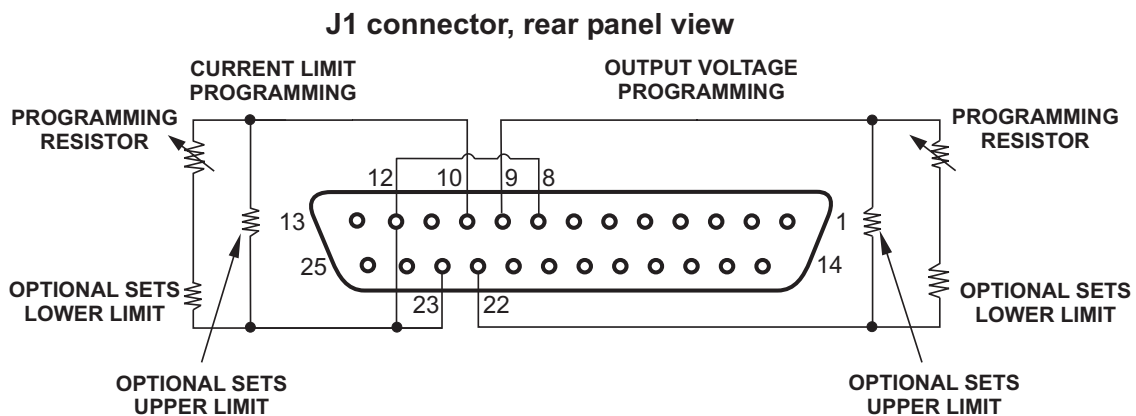 J1 connector, rear panel view
CURRENT LIMIT
PROGRAMMING
OUTPUT VOLTAGE
PROGRAMMING
PROGRAMMING
RESISTOR
PROGRAMMING
RESISTOR
12
10
9
8
13
1
25
14
23
22
OPTIONAL SETS
LOWER LIMIT
OPTIONAL SETS
LOWER LIMIT
OPTIONAL SETS
UPPER LIMIT
OPTIONAL SETS
UPPER LIMIT